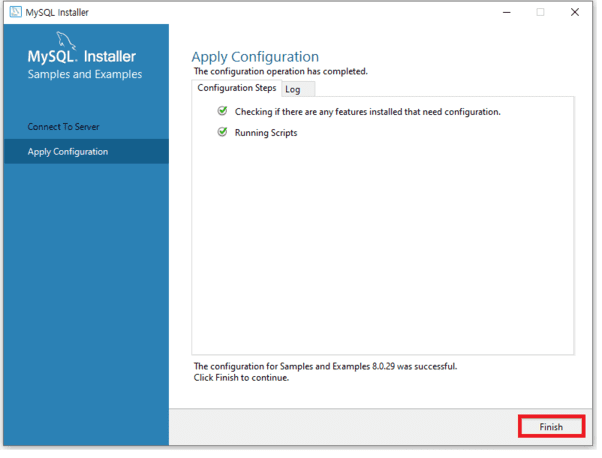 MySQL Installer
MySQL. Installer
Samples and Examples
Connect To Server
Apply Configuration
Apply Configuration
The configuration operation has completed.
Configuration Steps Log
Checking if there are any features installed that need configuration.
Running Scripts
The configuration for Samples and Examples 8.0.29 was successful.
Click Finish to continue.
Finish